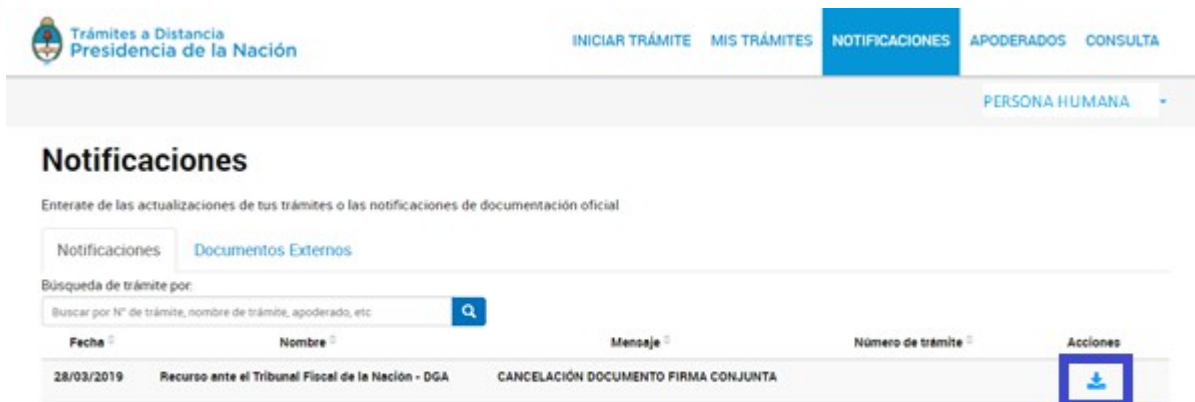 Trámites a Distancia
Presidencia de la Nación
INICIAR TRÁMITE MIS TRÁMITES NOTIFICACIONES APODERADOS CONSULTA
PERSONA HUMANA
Notificaciones
Enterate de las actualizaciones de tus trámites o las notificaciones de documentación oficial
Notificaciones Documentos Externos
Búsqueda de trámite por:
Buscar por N° de trámite, nombre de trámite, apoderado, etc
Fecha Nombre Mensaje Número de trámite Acciones
28/03/2019 Recurso ante el Tribunal Fiscal de la Nación - DGA CANCELACIÓN DOCUMENTO FIRMA CONJUNTA